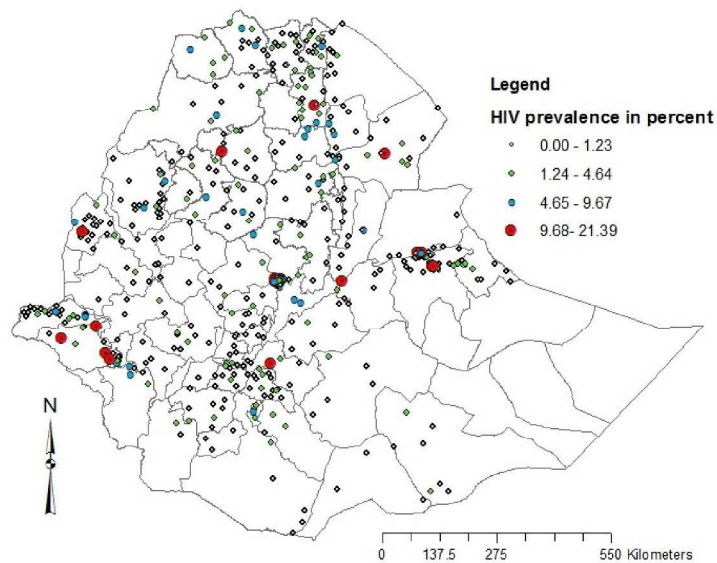 Legend
HIV prevalence in percent
0.00 - 1.23
1.24 - 4.64
4.65 - 9.67
9.68- 21.39
N
0 137.5 275 550 Kilometers